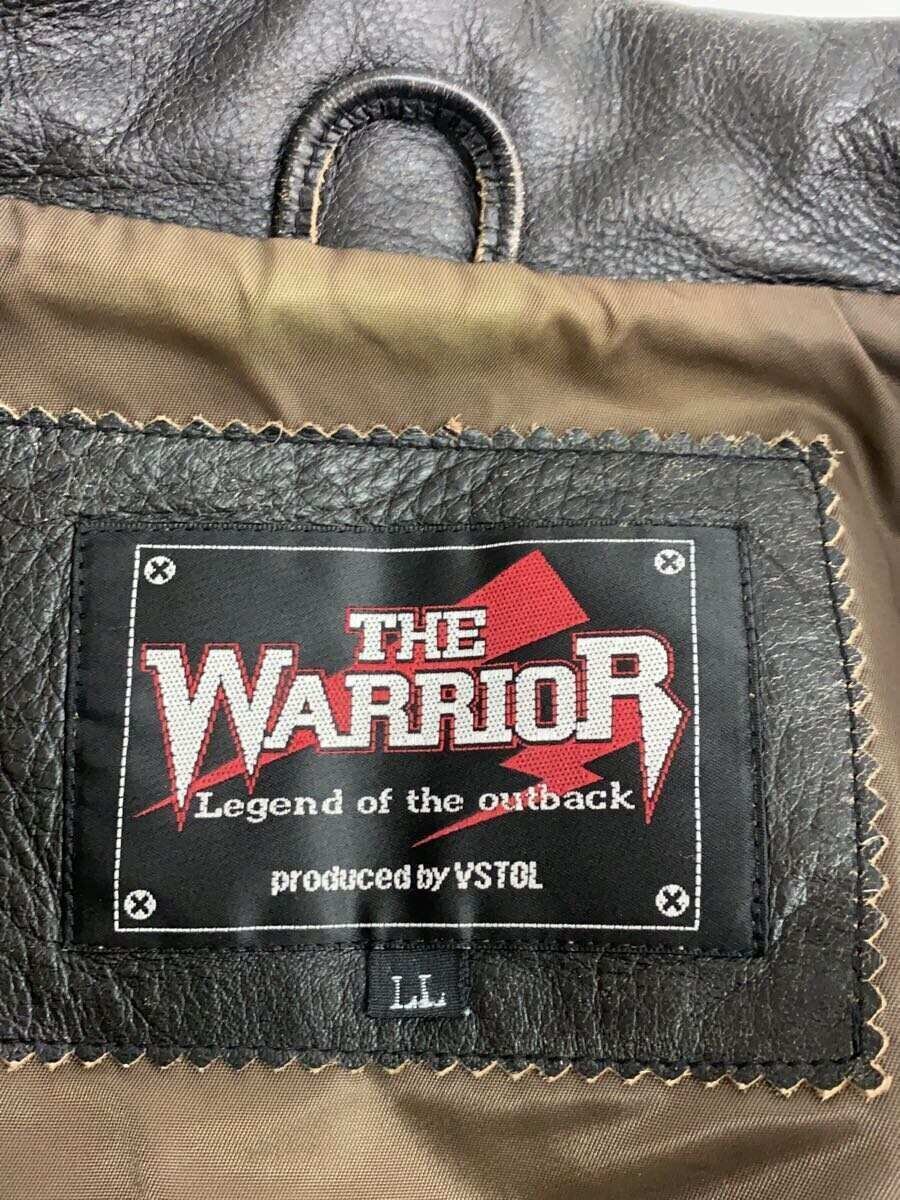 THE
WARRIOR
Legend of the outback
produced by VSTOL
LL